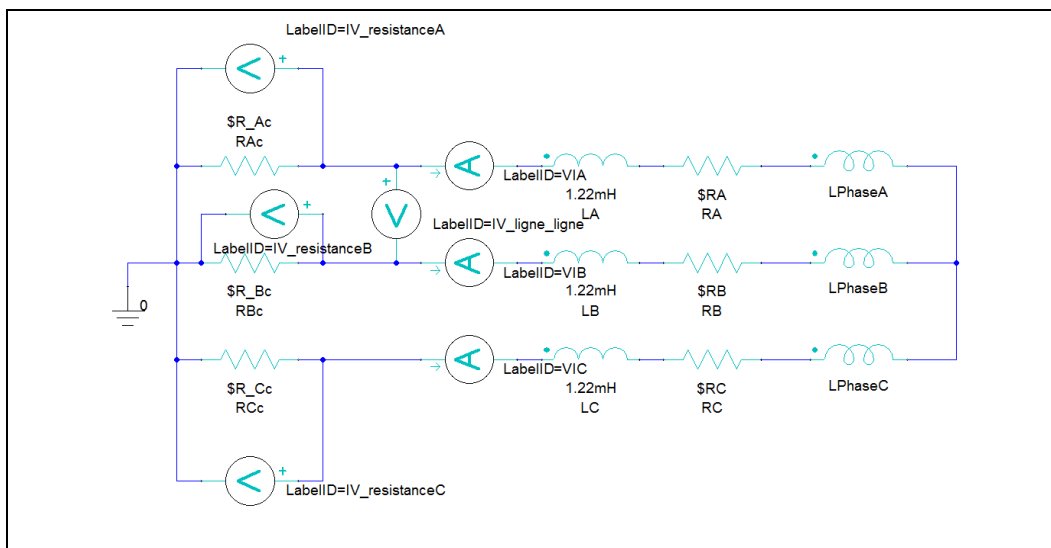 LabelID=IV_resistanceA
$R_Ac
RAc
LabelID=VIA
1.22mH
LA
$RA
RA
LPhaseA
LabelID=IV_resistanceB
LabelID=IV_ligne_ligne
$R_Bc
RBc
LabelID=VIB
1.22mH
LB
$RB
RB
LPhaseB
0
$R_Cc
RCc
LabelID=VIC
1.22mH
LC
$RC
RC
LPhaseC
LabelID=IV_resistanceC